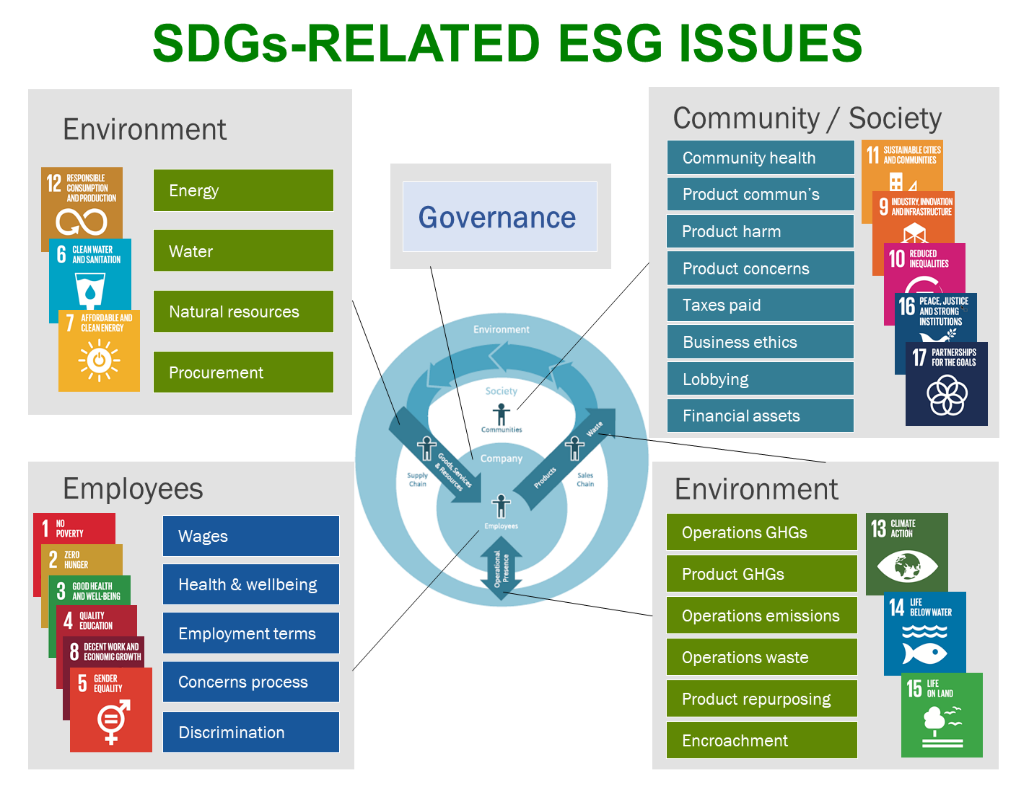 SDGs-RELATED ESG ISSUES
Environment
12 RESPONSIBLE
CONSUMPTION
AND PRODUCTION
6 CLEAN WATER
AND SANITATION
7 AFFORDABLE AND
CLEAN ENERGY
Energy
Water
Natural resources
Procurement
Governance
Community / Society
Community health
Product commun's
Product harm
Product concerns
Taxes paid
Business ethics
Lobbying
Financial assets
11 SUSTAINABLE CITIES
AND COMMUNITIES
9 INDUSTRY, INNOVATION
AND INFRASTRUCTURE
10 REDUCED
INEQUALITIES
16 PEACE, JUSTICE
AND STRONG
INSTITUTIONS
17 PARTNERSHIPS
FOR THE GOALS
Environment
Society
Communities
Company
Supply
Chain
Goods, Services
& Resources
Products
Waste
Sales
Chain
Employees
Operational
Presence
Employees
1 NO
POVERTY
2 ZERO
HUNGER
3 GOOD HEALTH
AND WELL-BEING
4 QUALITY
EDUCATION
8 DECENT WORK AND
ECONOMIC GROWTH
5 GENDER
EQUALITY
Wages
Health & wellbeing
Employment terms
Concerns process
Discrimination
Environment
Operations GHGs
Product GHGs
Operations emissions
Operations waste
Product repurposing
Encroachment
13 CLIMATE
ACTION
14 LIFE
BELOW WATER
15 LIFE
ON LAND